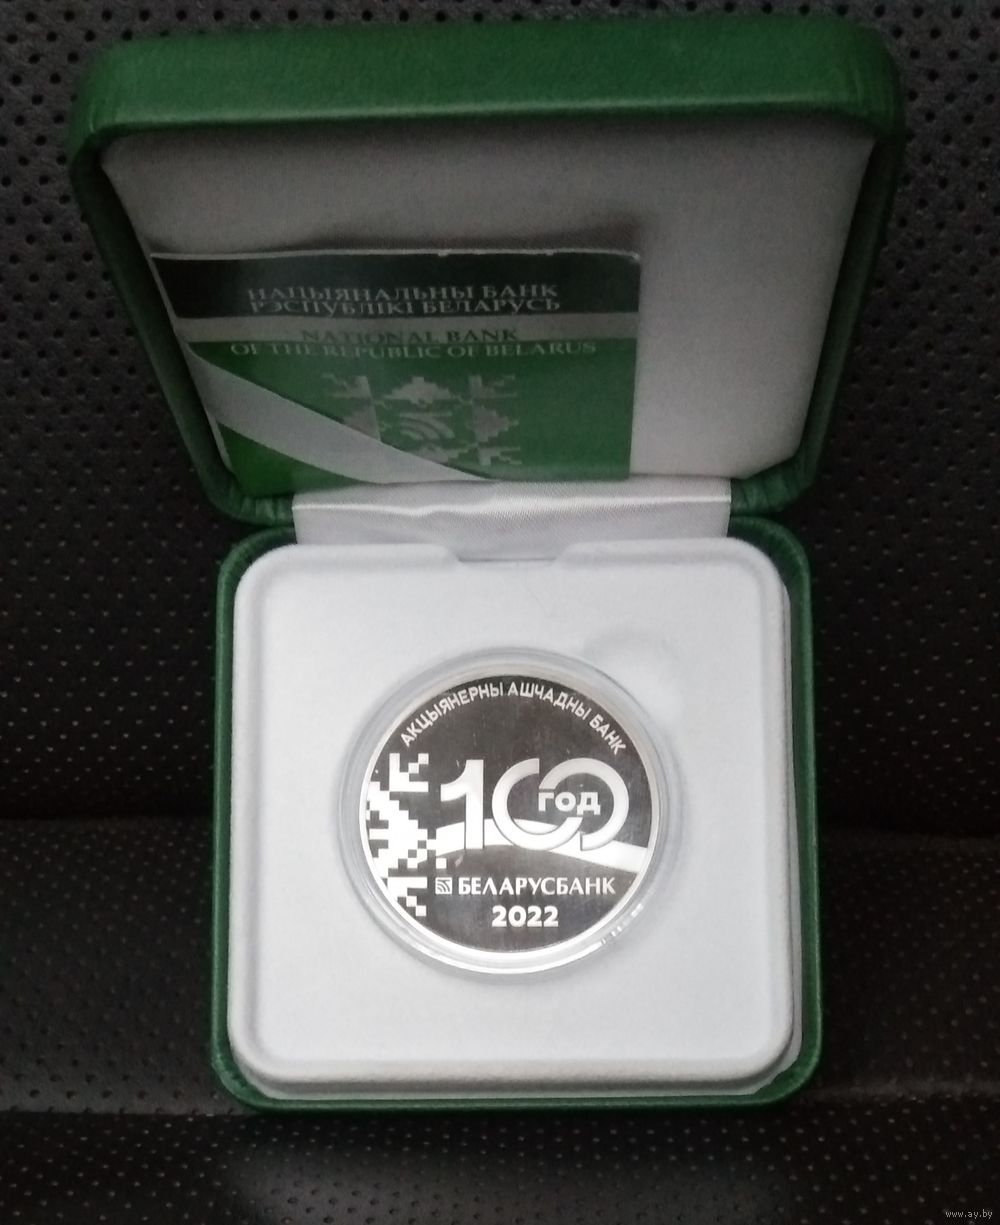 НАЦЫЯНАЛЬНЫ БАНК
РЭСПУБЛІКІ БЕЛАРУСЬ
NATIONAL BANK
OF THE REPUBLIC OF BELARUS
АКЦЫЯНЕРНЫ АШЧАДНЫ БАНК
100
ГОД
БЕЛАРУСБАНК
2022
www.ay.by